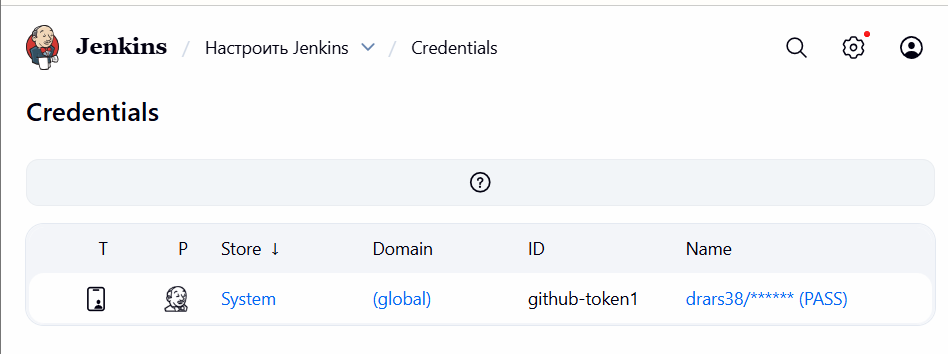 Jenkins / Настроить Jenkins / Credentials
Credentials
T P Store ↓ Domain ID Name
System (global) github-token1 drars38/****** (PASS)